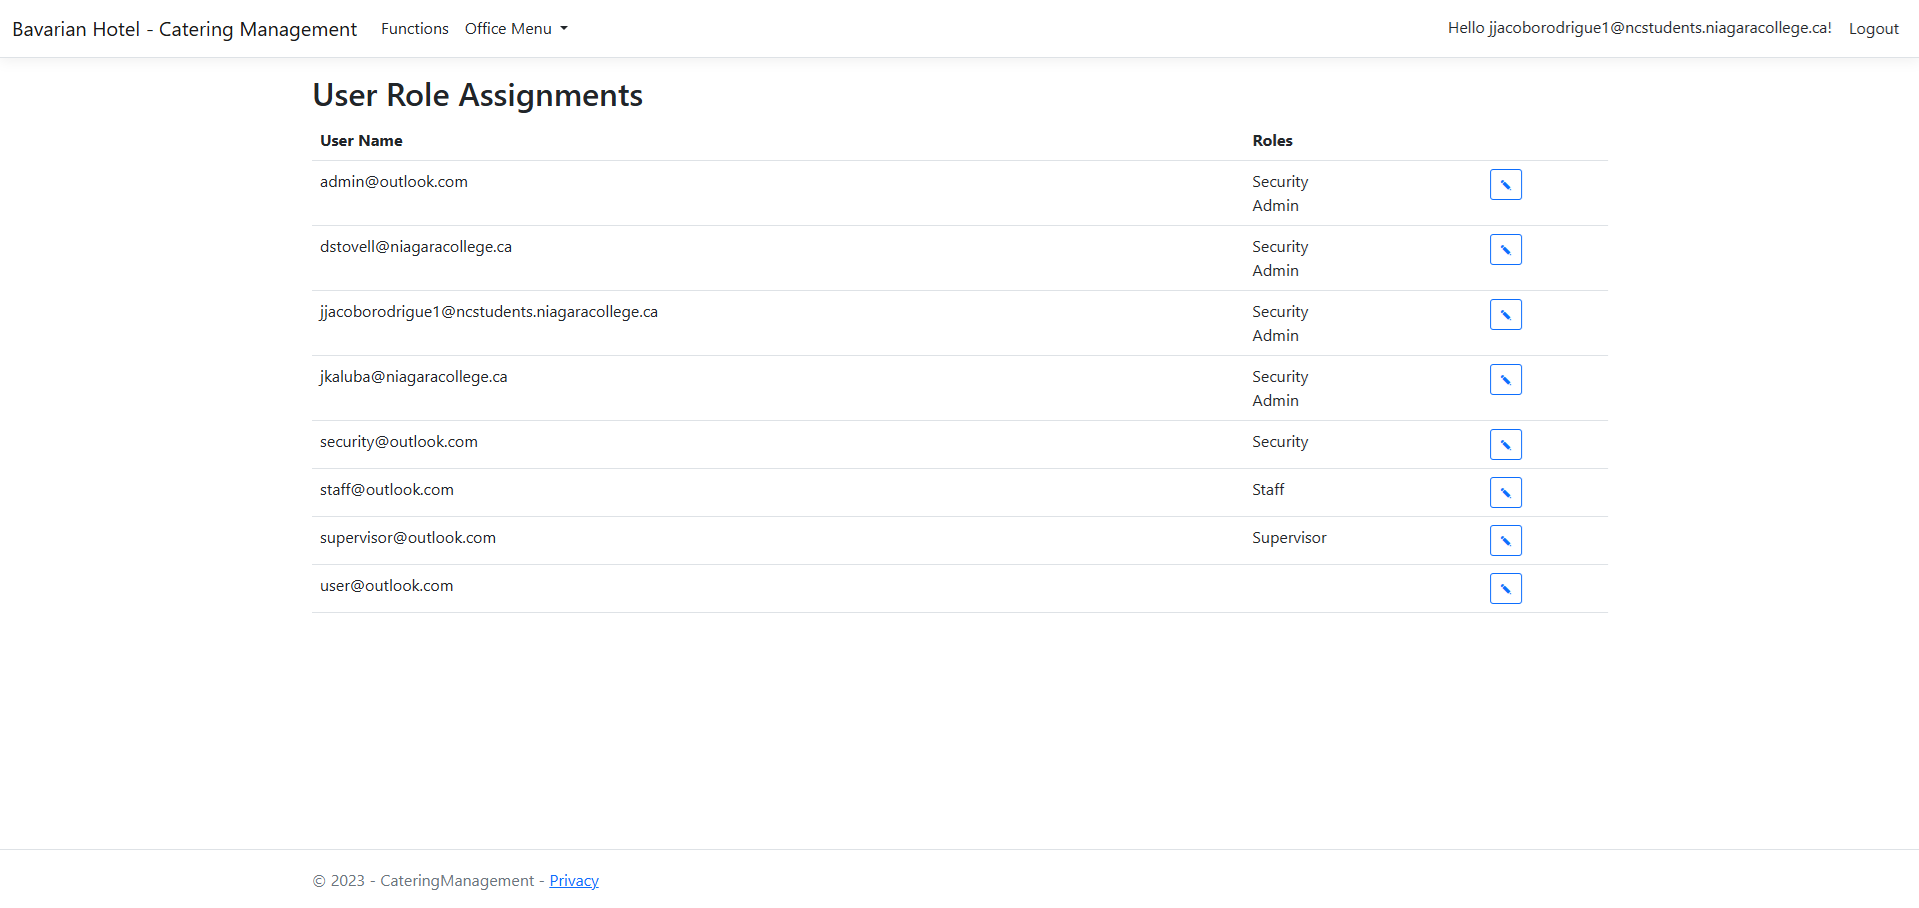 Bavarian Hotel - Catering Management Functions Office Menu Hello jjacoborodrigue1@ncstudents.niagaracollege.ca! Logout
User Role Assignments
User Name Roles
admin@outlook.com Security
Admin
dstovell@niagaracollege.ca Security
Admin
jjacoborodrigue1@ncstudents.niagaracollege.ca Security
Admin
jkaluba@niagaracollege.ca Security
Admin
security@outlook.com Security
staff@outlook.com Staff
supervisor@outlook.com Supervisor
user@outlook.com
© 2023 - CateringManagement - Privacy